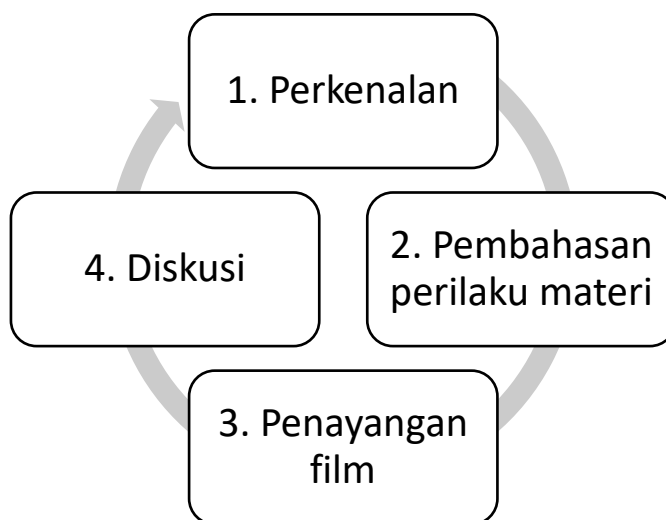 1. Perkenalan
2. Pembahasan
perilaku materi
3. Penayangan
film
4. Diskusi